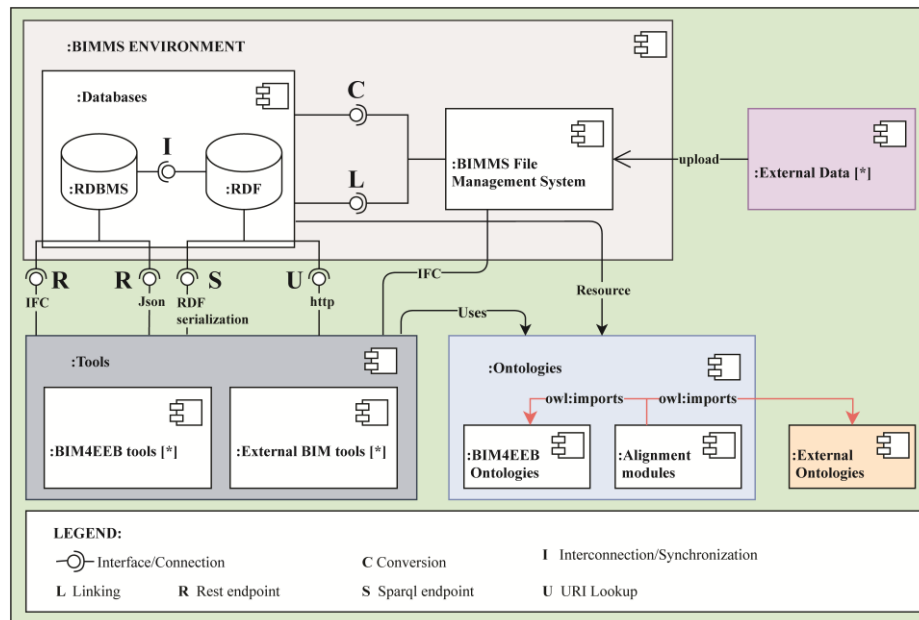 :BIMMS ENVIRONMENT
:Databases
C
I
:RDBMS
:RDF
L
:BIMMS File
Management System
upload
:External Data [*]
R
R
S
U
IFC
Json
RDF
serialization
http
IFC
Resource
Uses
:Tools
:BIM4EEB tools [*]
:External BIM tools [*]
:Ontologies
owl:imports
owl:imports
:BIM4EEB
Ontologies
:Alignment
modules
:External
Ontologies
LEGEND:
Interface/Connection
C Conversion
I Interconnection/Synchronization
L Linking
R Rest endpoint
S Sparql endpoint
U URI Lookup